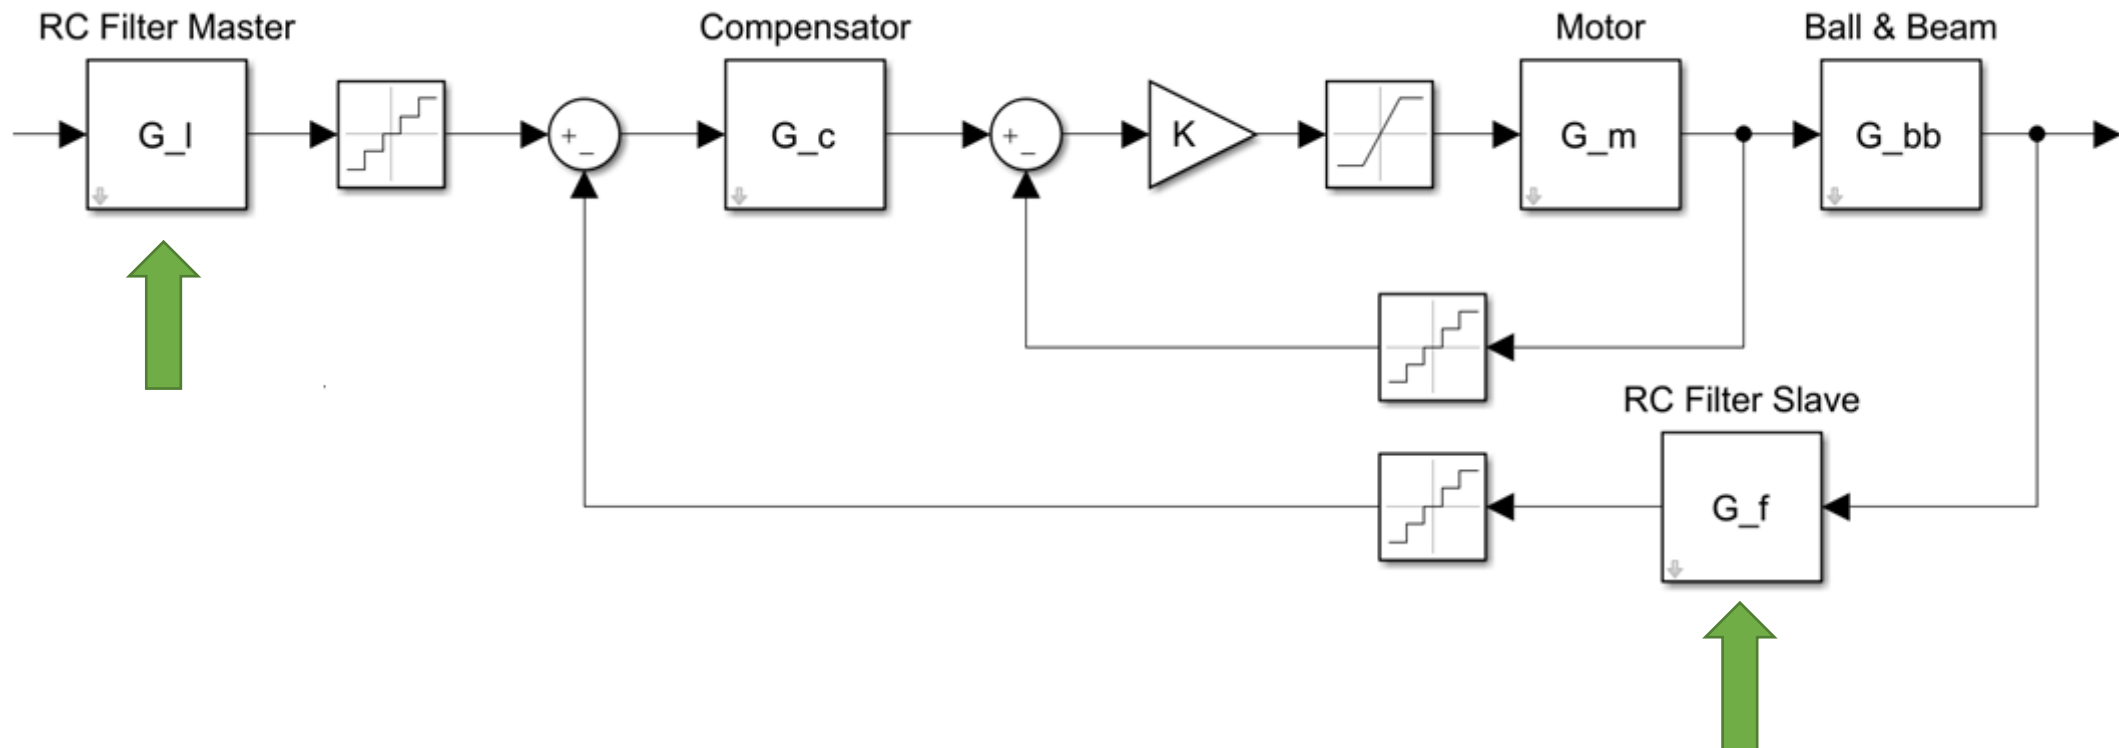 RC Filter Master
Compensator
Motor
Ball & Beam
G_l
+
_
G_c
+
_
K
G_m
G_bb
RC Filter Slave
G_f